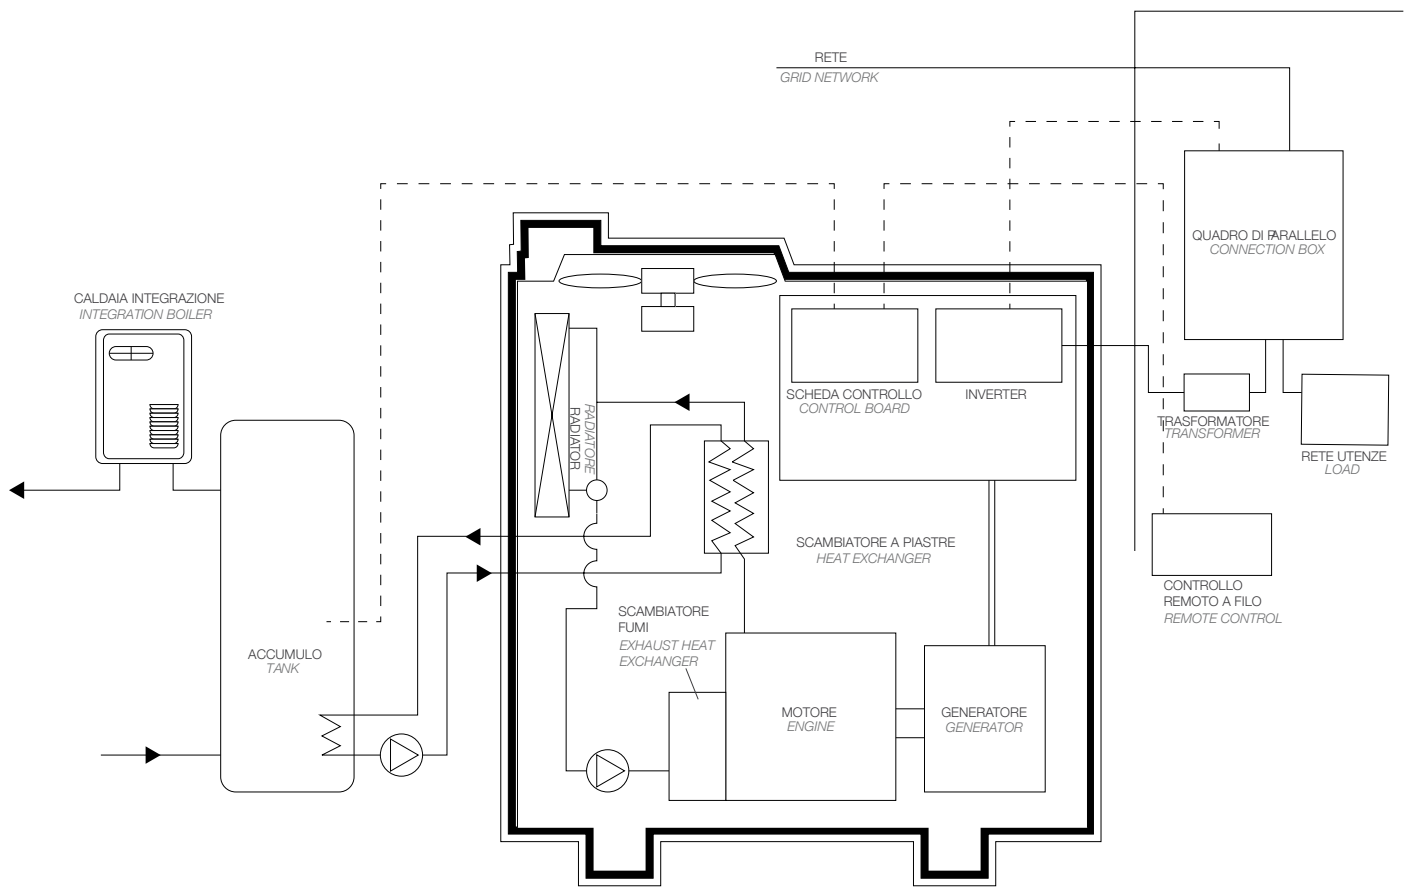 RETE
GRID NETWORK
QUADRO DI PARALLELO
CONNECTION BOX
CALDAIA INTEGRAZIONE
INTEGRATION BOILER
SCHEDA CONTROLLO
CONTROL BOARD
INVERTER
TRASFORMATORE
TRANSFORMER
RETE UTENZE
LOAD
RADIATORE
RADIATOR
SCAMBIATORE A PIASTRE
HEAT EXCHANGER
CONTROLLO
REMOTO A FILO
REMOTE CONTROL
SCAMBIATORE
FUMI
EXHAUST HEAT
EXCHANGER
ACCUMULO
TANK
MOTORE
ENGINE
GENERATORE
GENERATOR